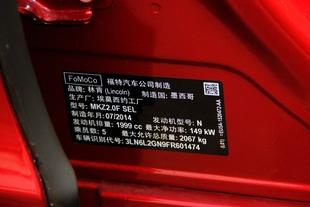 FoMoCo 福特汽车公司制造
品牌: 林肯 (Lincoln) 制造国: 墨西哥
生产厂: 埃莫西约工厂
型号: MKZ2.0F SEL
制造年月: 07/2014 发动机型号: N
发动机排量: 1999 cc 最大净功率: 149 kW
乘员数: 5 最大允许总质量: 2067 kg
车辆识别代号: 3LN6L2GN9FR601474